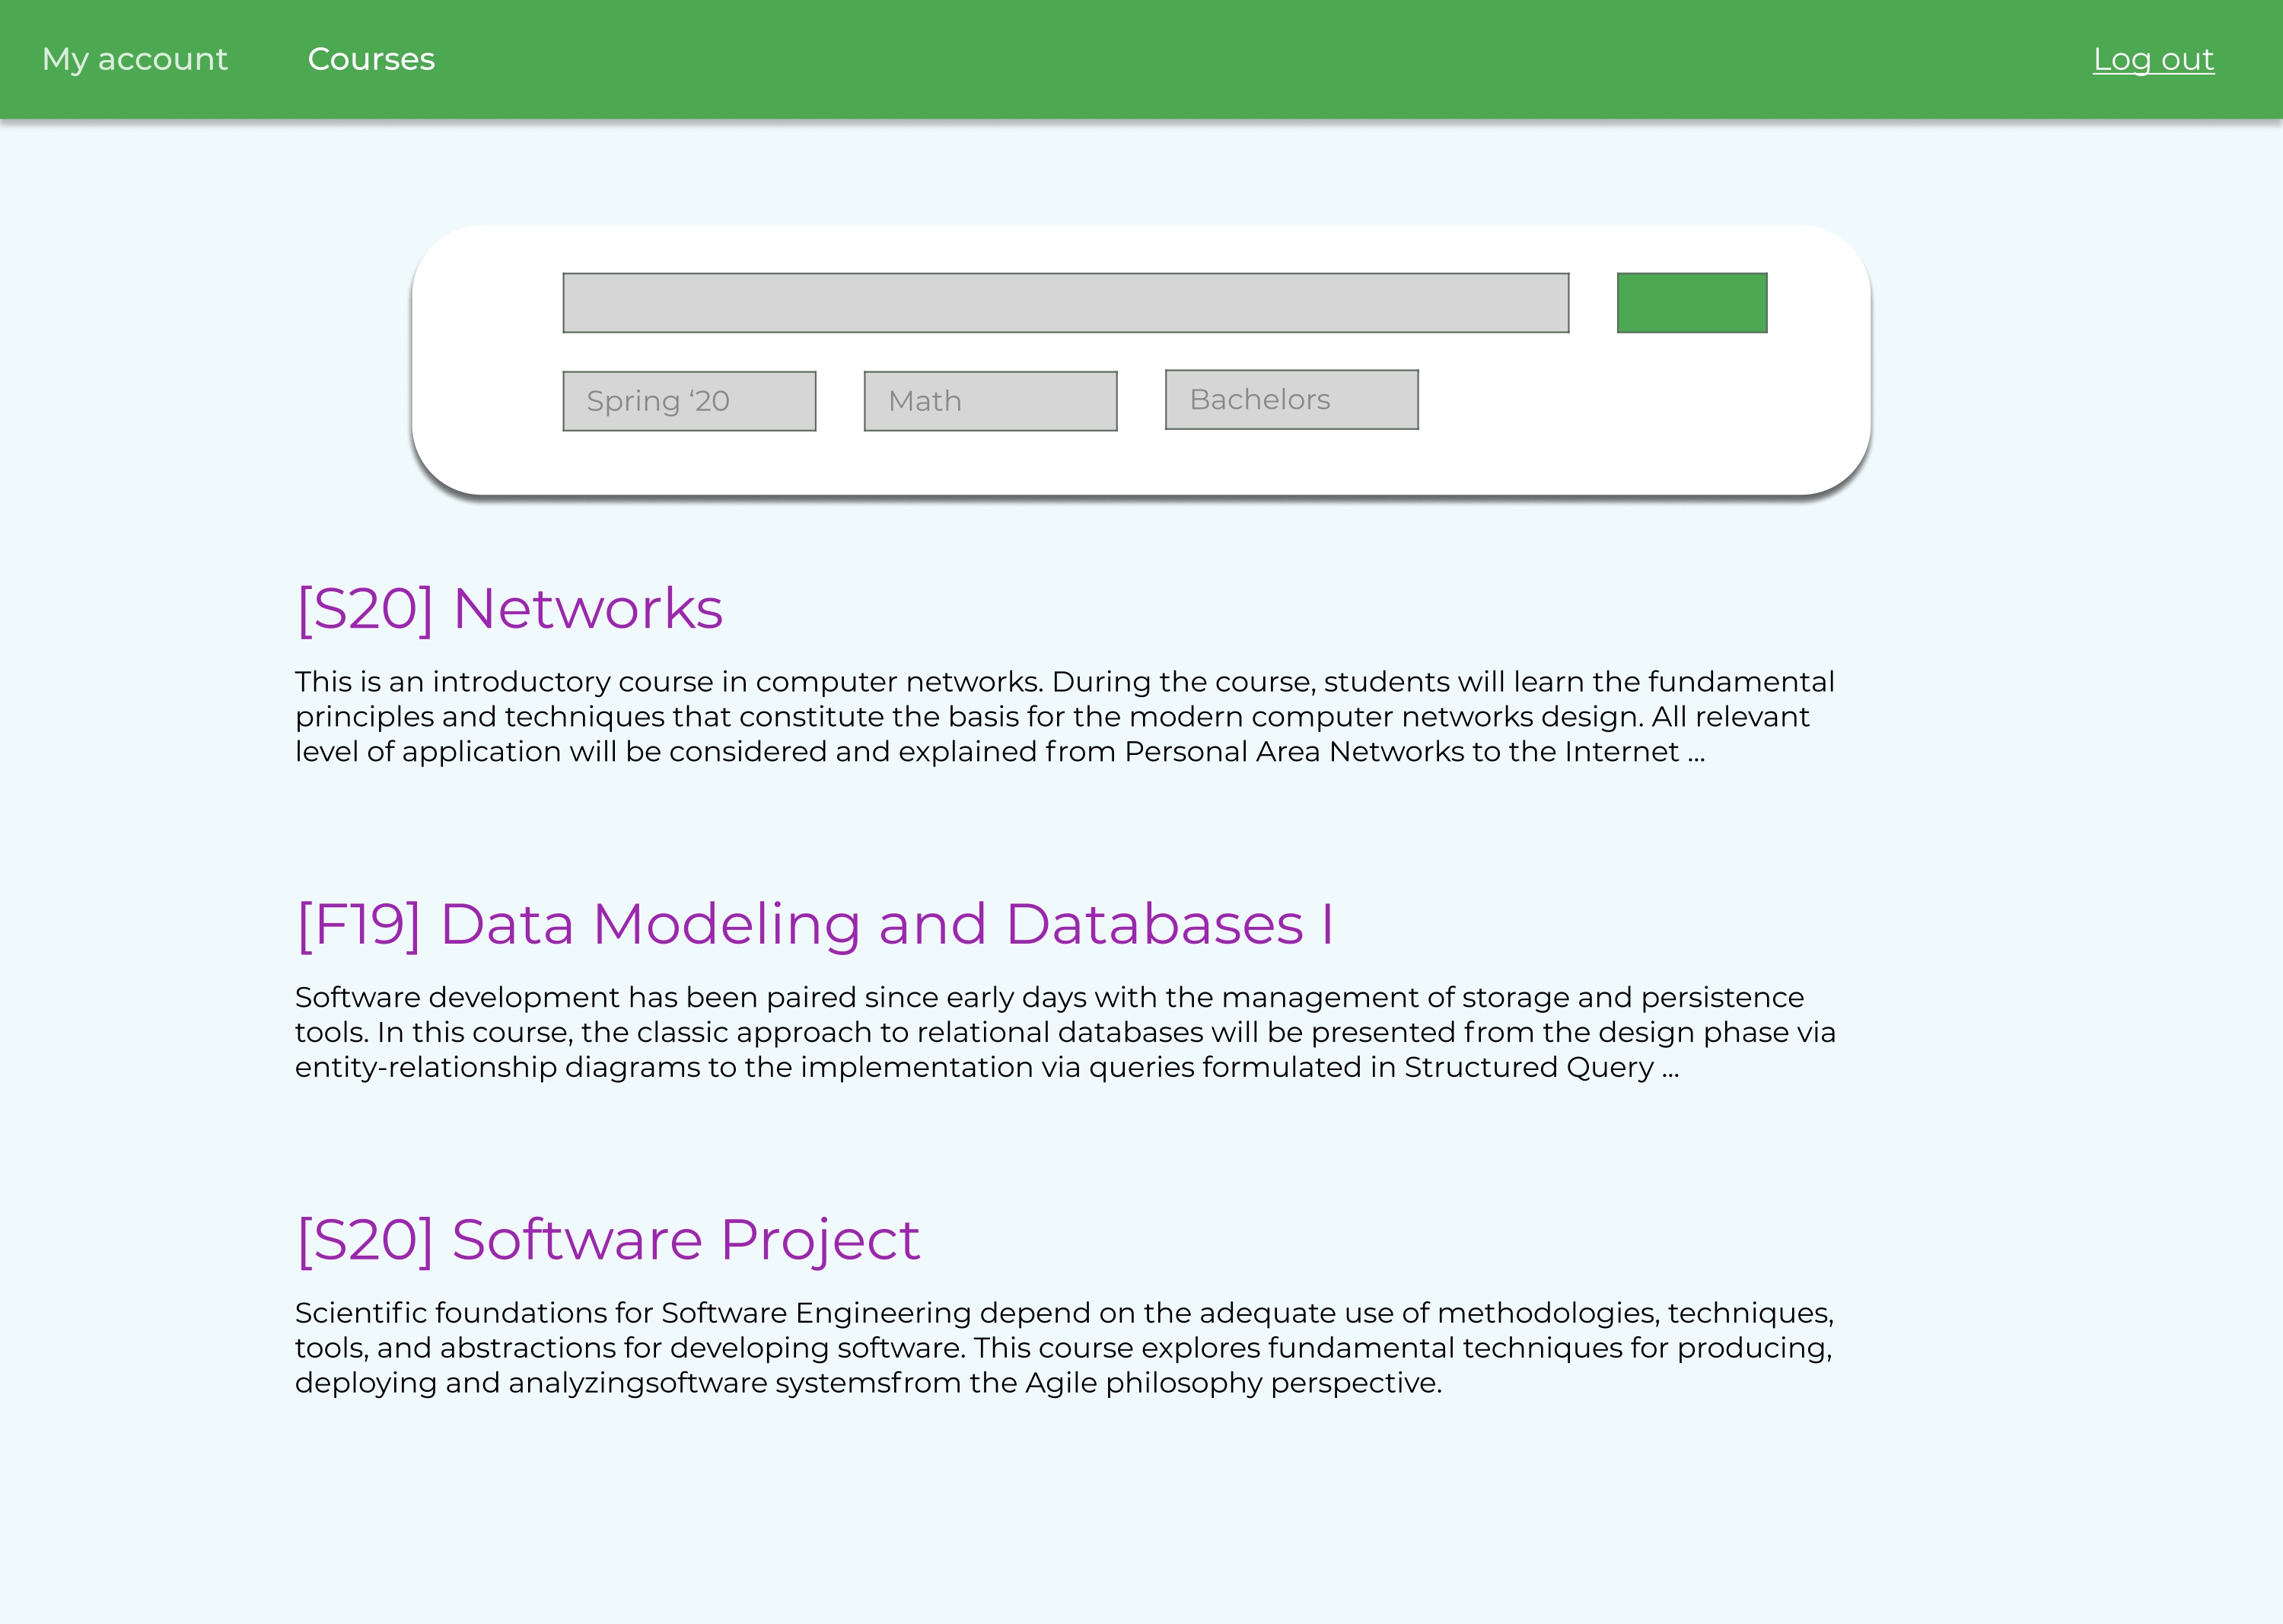 My account Courses Log out
Spring ‘20 Math Bachelors
[S20] Networks
This is an introductory course in computer networks. During the course, students will learn the fundamental
principles and techniques that constitute the basis for the modern computer networks design. All relevant
level of application will be considered and explained from Personal Area Networks to the Internet ...
[F19] Data Modeling and Databases I
Software development has been paired since early days with the management of storage and persistence
tools. In this course, the classic approach to relational databases will be presented from the design phase via
entity-relationship diagrams to the implementation via queries formulated in Structured Query ...
[S20] Software Project
Scientific foundations for Software Engineering depend on the adequate use of methodologies, techniques,
tools, and abstractions for developing software. This course explores fundamental techniques for producing,
deploying and analyzingsoftware systemsfrom the Agile philosophy perspective.